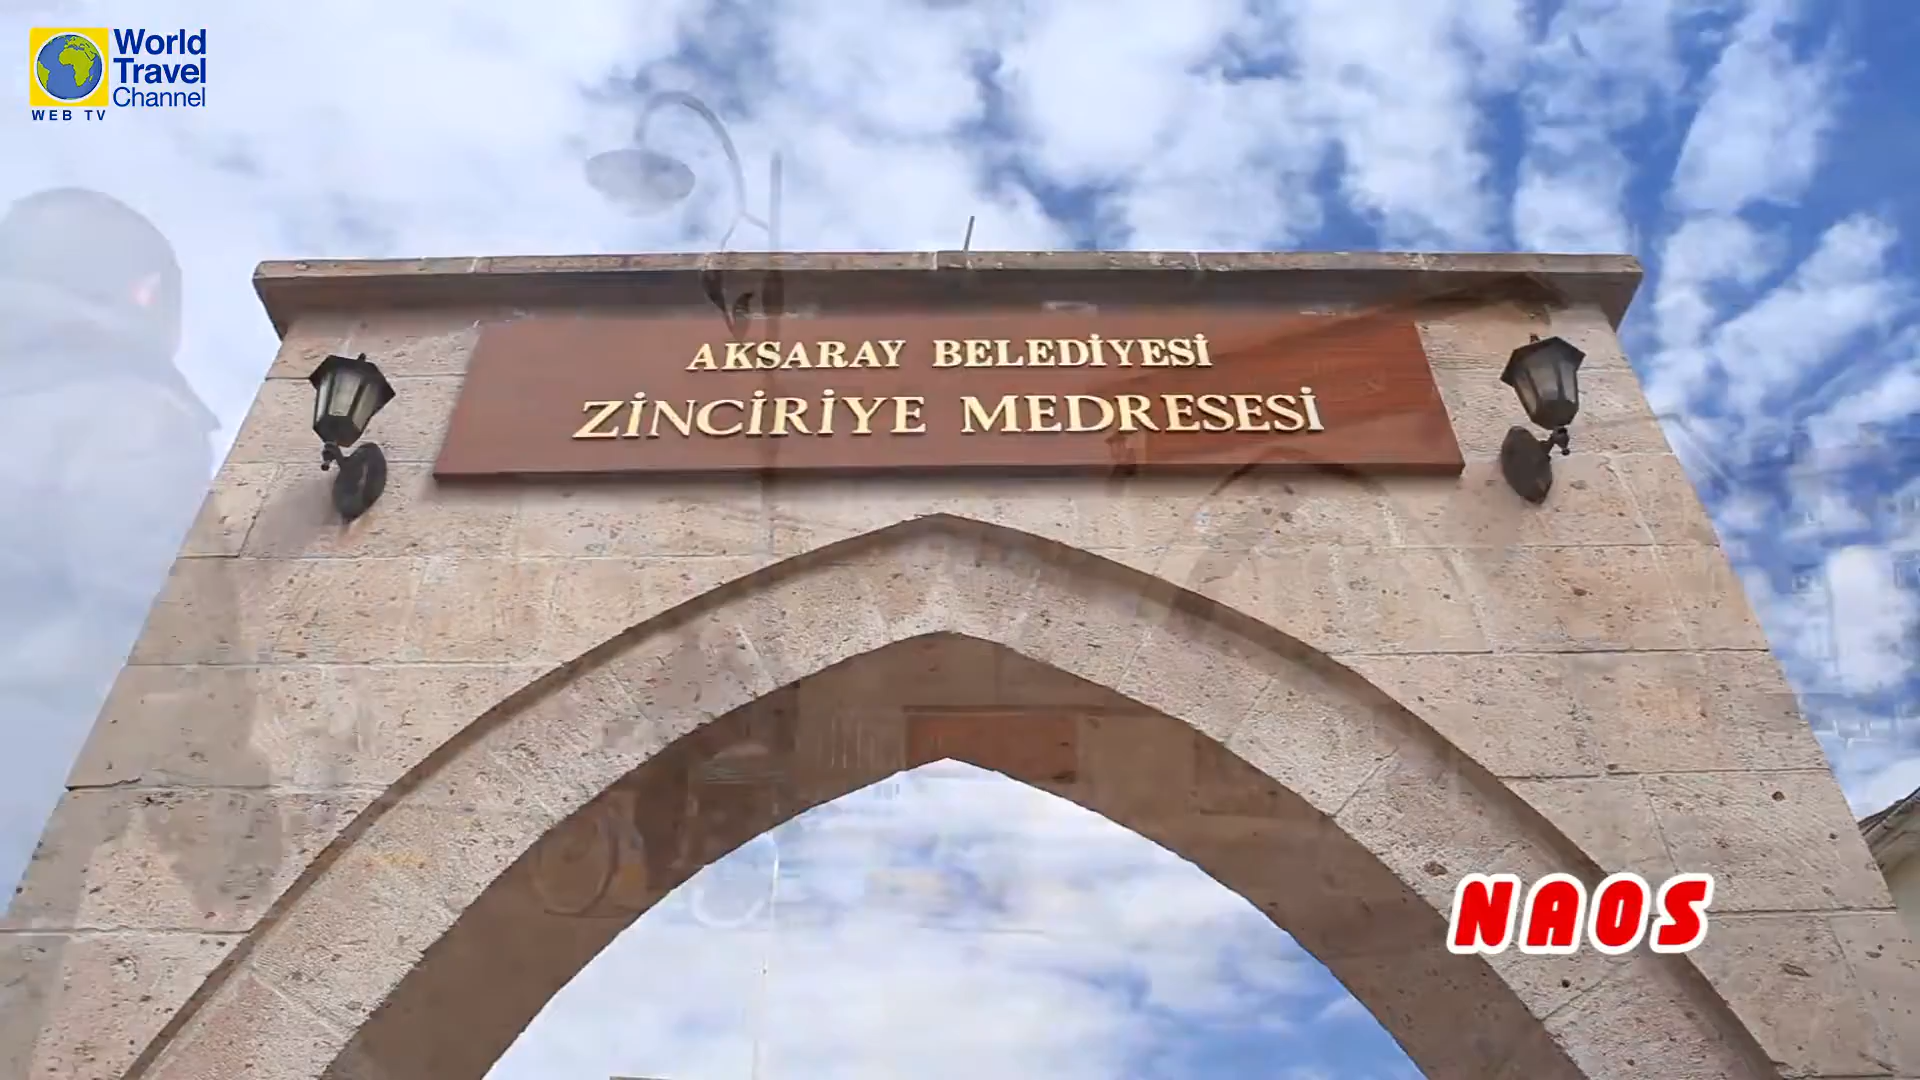 World
Travel
Channel
WEB TV
AKSARAY BELEDİYESİ
ZİNCİRİYE MEDRESESİ
NAOS